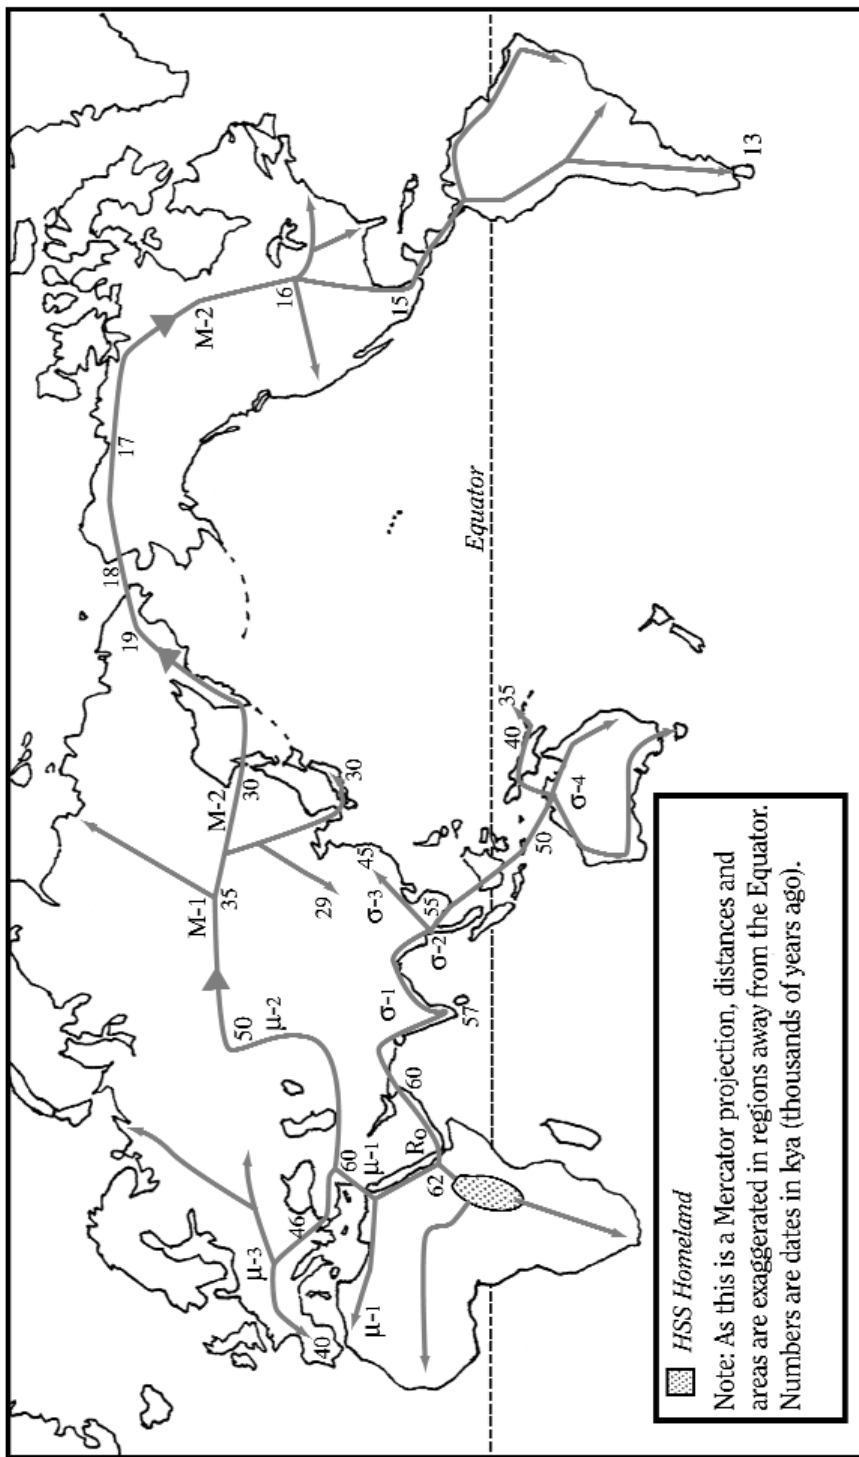 M-2
17
18
19
16
15
13
Equator
M-2
30
30
M-1
35
29
50
μ-2
σ-3
45
55
σ-2
σ-1
57
60
50
σ-4
40
35
Ro
62
60
μ-1
46
μ-3
40
μ-1
HSS Homeland
Note: As this is a Mercator projection, distances and
areas are exaggerated in regions away from the Equator.
Numbers are dates in kya (thousands of years ago).